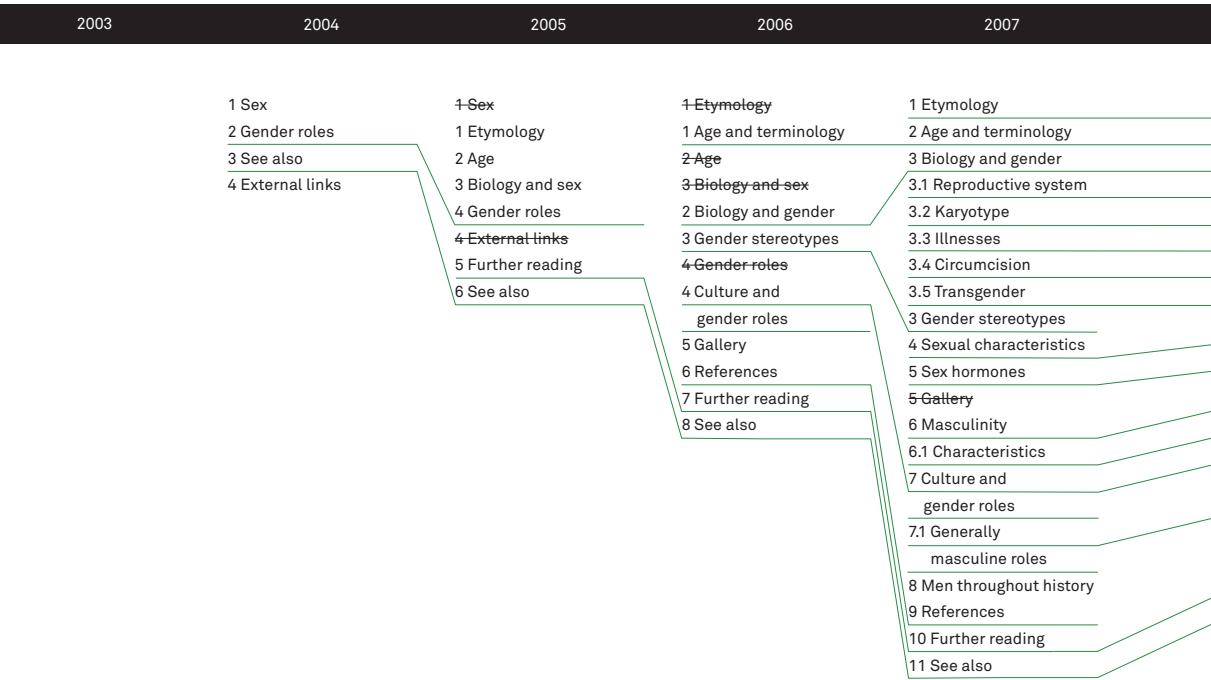 2003
2004
2005
2006
2007
1 Sex
2 Gender roles
3 See also
4 External links
1 Sex
1 Etymology
2 Age
3 Biology and sex
4 Gender roles
4 External links
5 Further reading
6 See also
1 Etymology
1 Age and terminology
2 Age
3 Biology and sex
2 Biology and gender
3 Gender stereotypes
4 Gender roles
4 Culture and
gender roles
5 Gallery
6 References
7 Further reading
8 See also
1 Etymology
2 Age and terminology
3 Biology and gender
3.1 Reproductive system
3.2 Karyotype
3.3 Illnesses
3.4 Circumcision
3.5 Transgender
3 Gender stereotypes
4 Sexual characteristics
5 Sex hormones
5 Gallery
6 Masculinity
6.1 Characteristics
7 Culture and
gender roles
7.1 Generally
masculine roles
8 Men throughout history
9 References
10 Further reading
11 See also